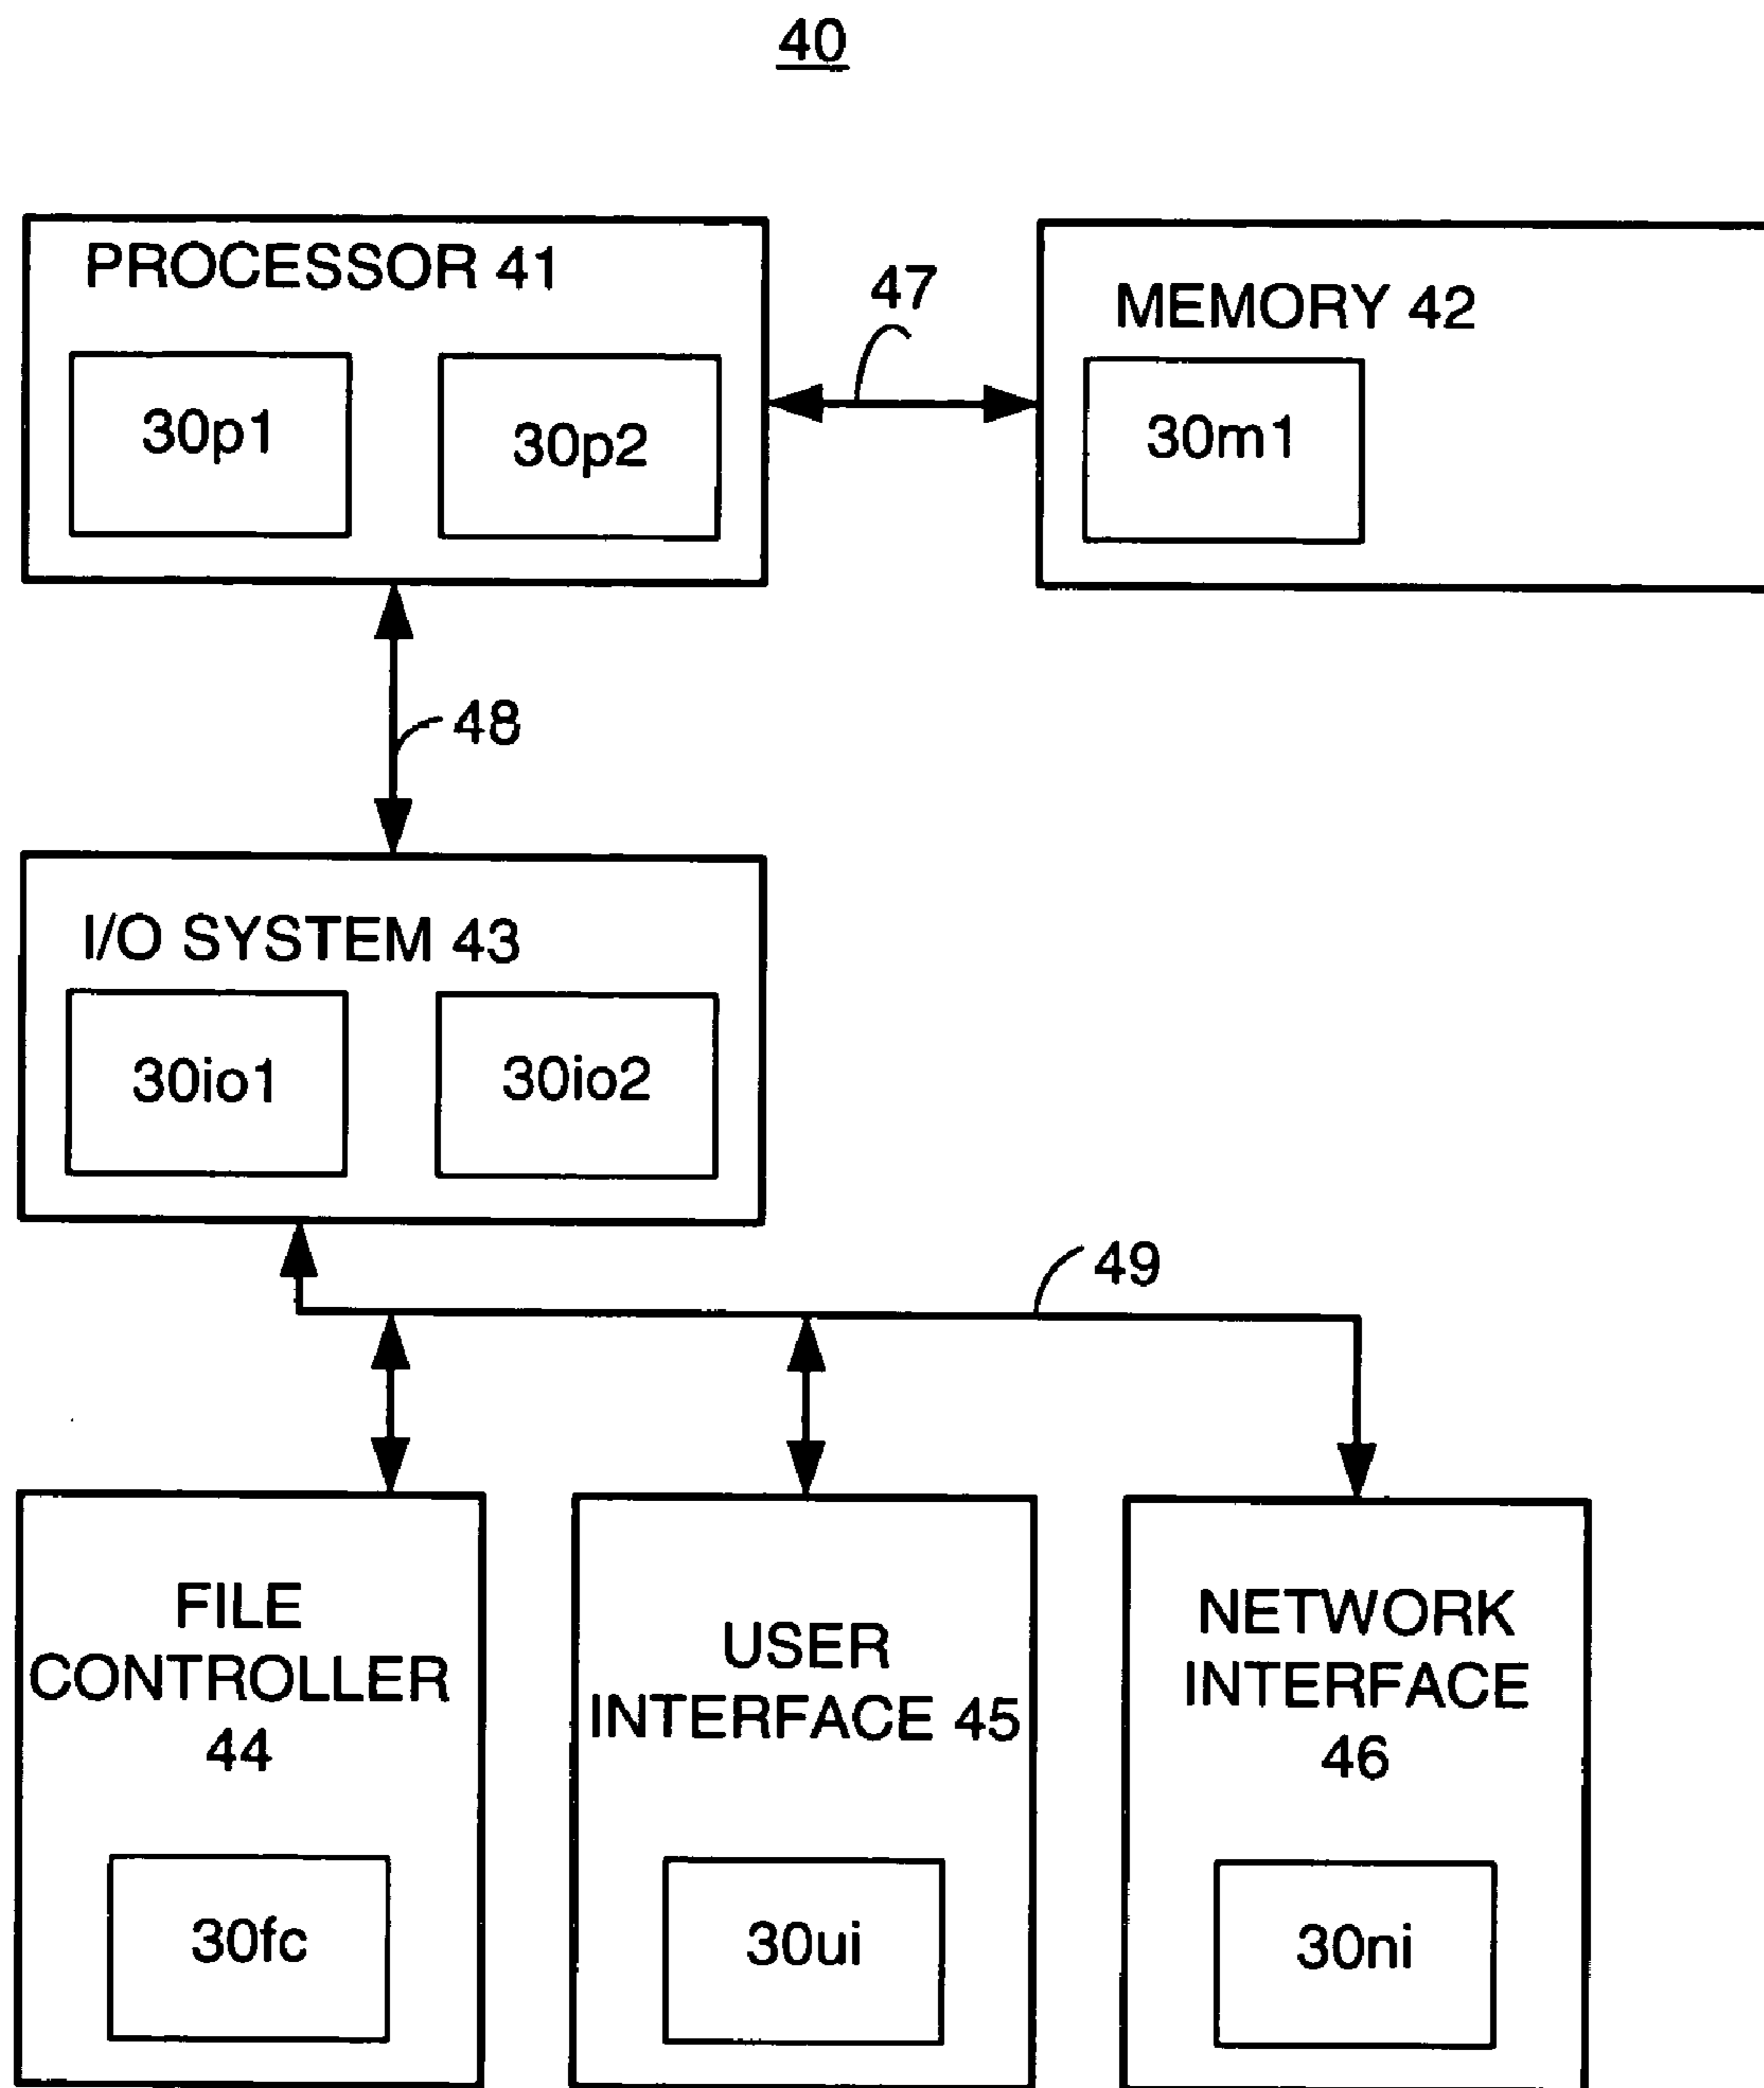 40
PROCESSOR 41
30p1
30p2
47
MEMORY 42
30m1
48
I/O SYSTEM 43
30io1
30io2
49
FILE
CONTROLLER
44
30fc
USER
INTERFACE 45
30ui
NETWORK
INTERFACE
46
30ni